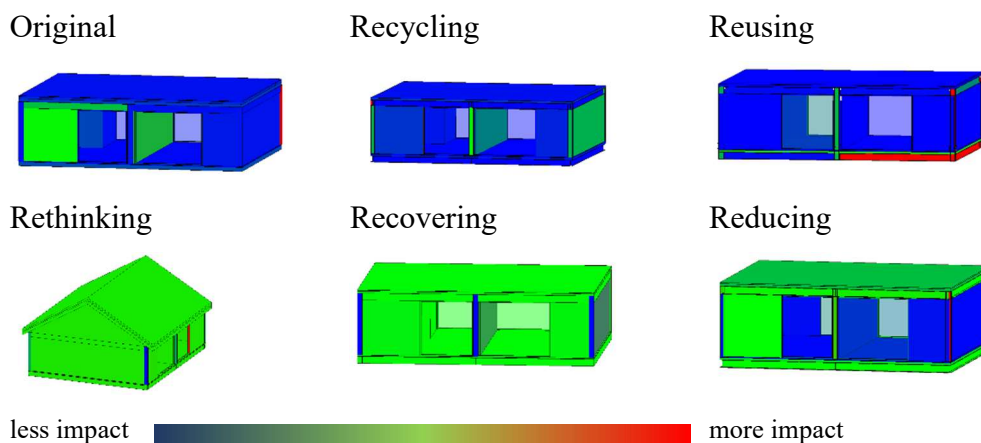 Original
Recycling
Reusing
Rethinking
Recovering
Reducing
less impact
more impact